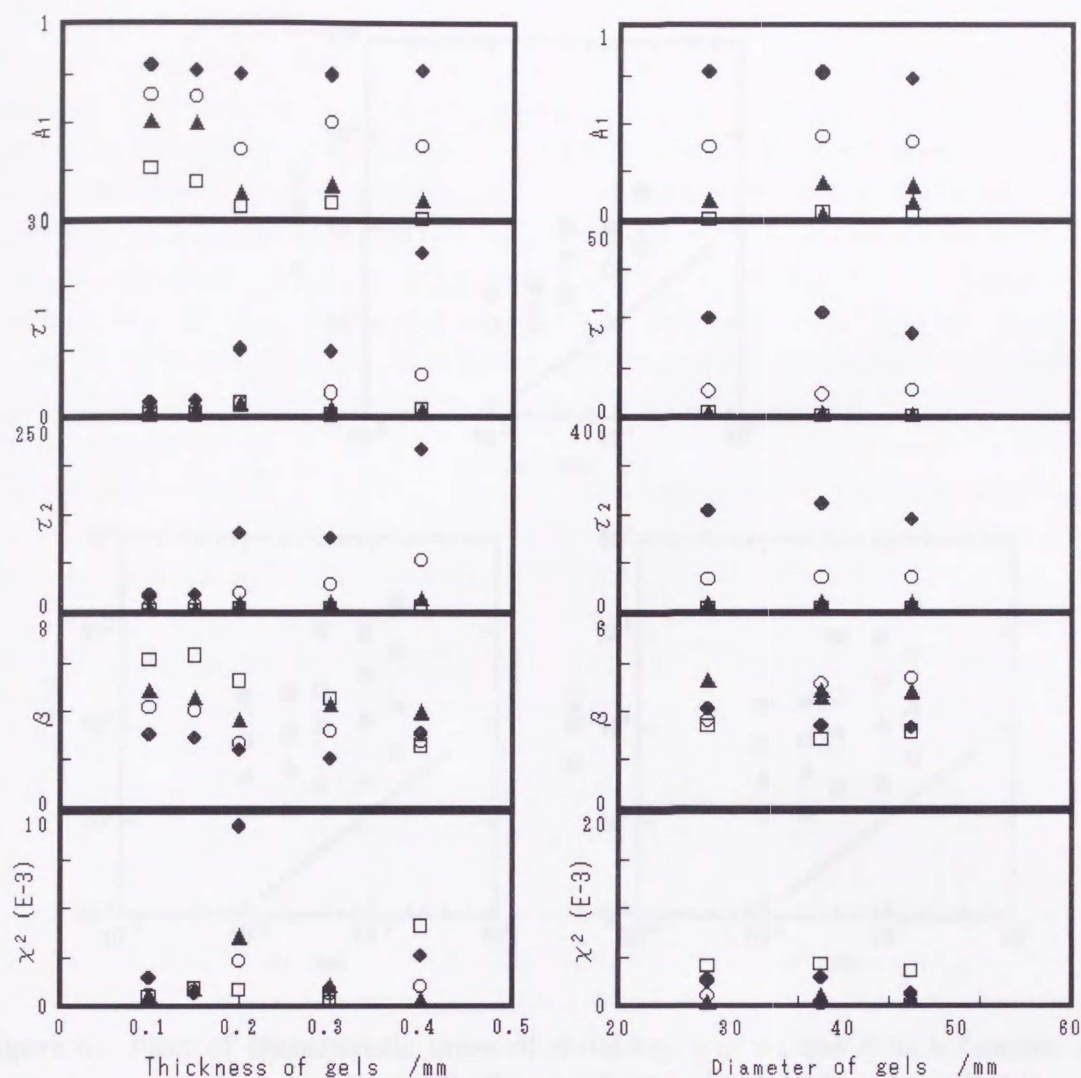 1
A1
30
τ1
0
250
τ2
0
8
β
0
10
χ² (E-3)
0
0 0.1 0.2 0.3 0.4 0.5
Thickness of gels /mm
1
A1
0
50
τ1
0
400
τ2
0
6
β
0
20
χ² (E-3)
0
20 30 40 50 60
Diameter of gels /mm